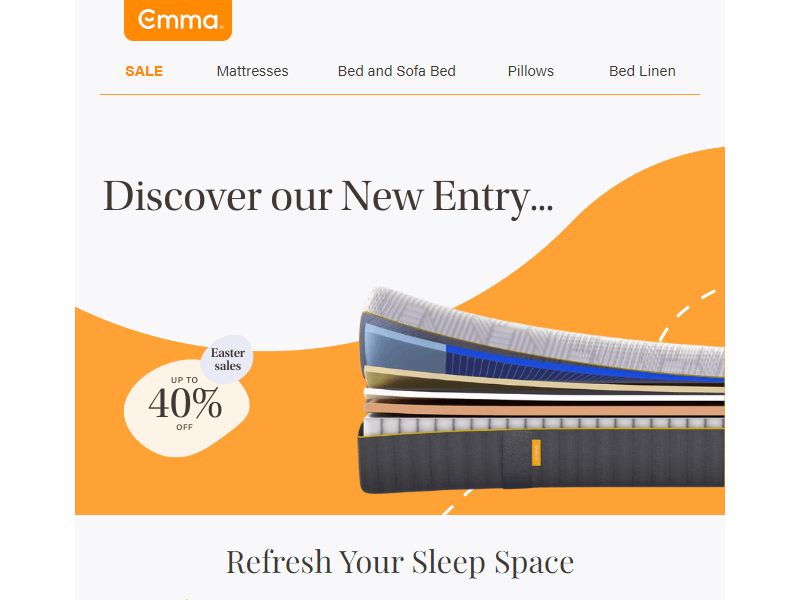 Emma
SALE Mattresses Bed and Sofa Bed Pillows Bed Linen
Discover our New Entry...
Easter
sales
UP TO
40%
OFF
Refresh Your Sleep Space